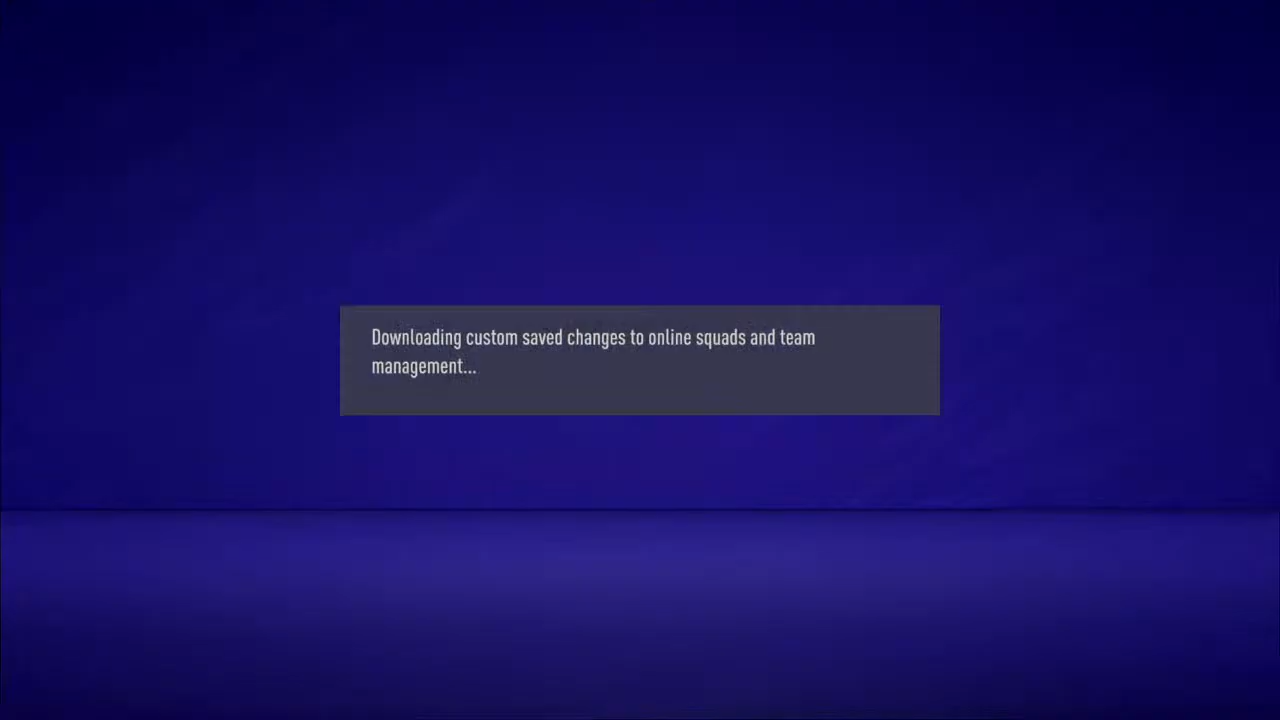 Downloading custom saved changes to online squads and team
management...